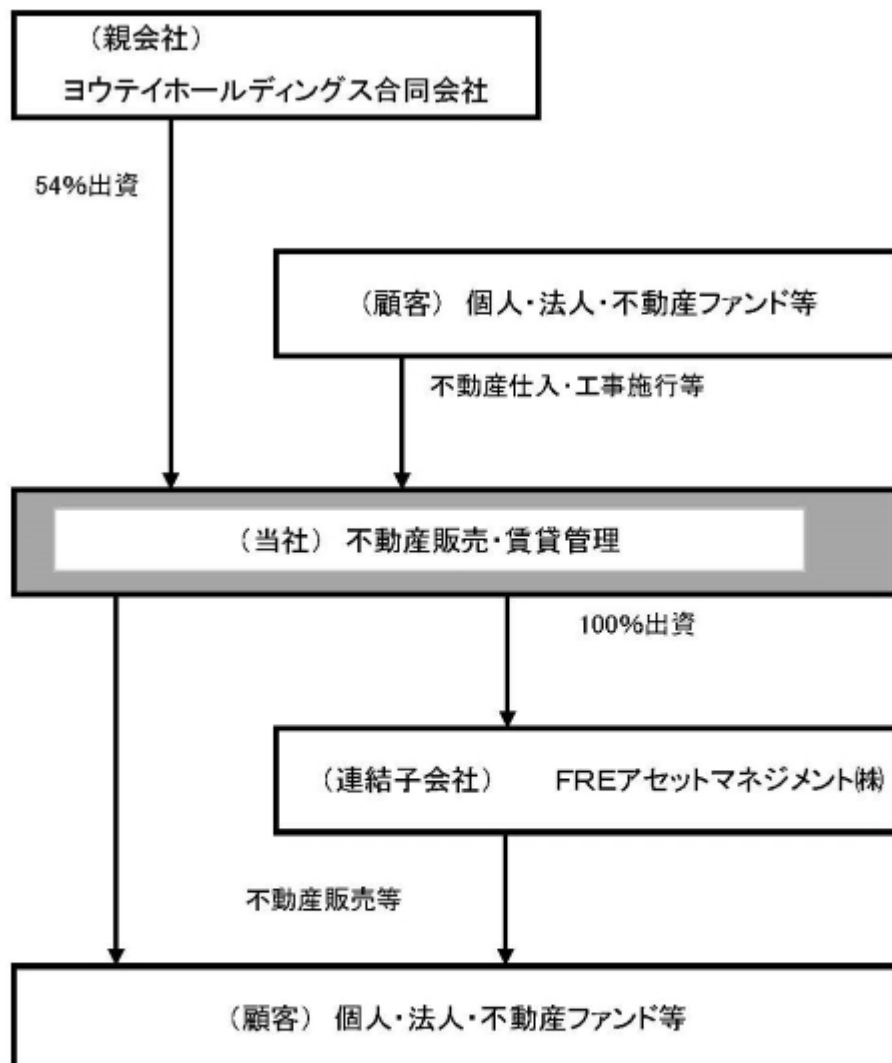 （親会社）
ヨウテイホールディングス合同会社
54%出資
（顧客） 個人・法人・不動産ファンド等
不動産仕入・工事施行等
（当社） 不動産販売・賃貸管理
100%出資
（連結子会社） FREアセットマネジメント㈱
不動産販売等
（顧客） 個人・法人・不動産ファンド等